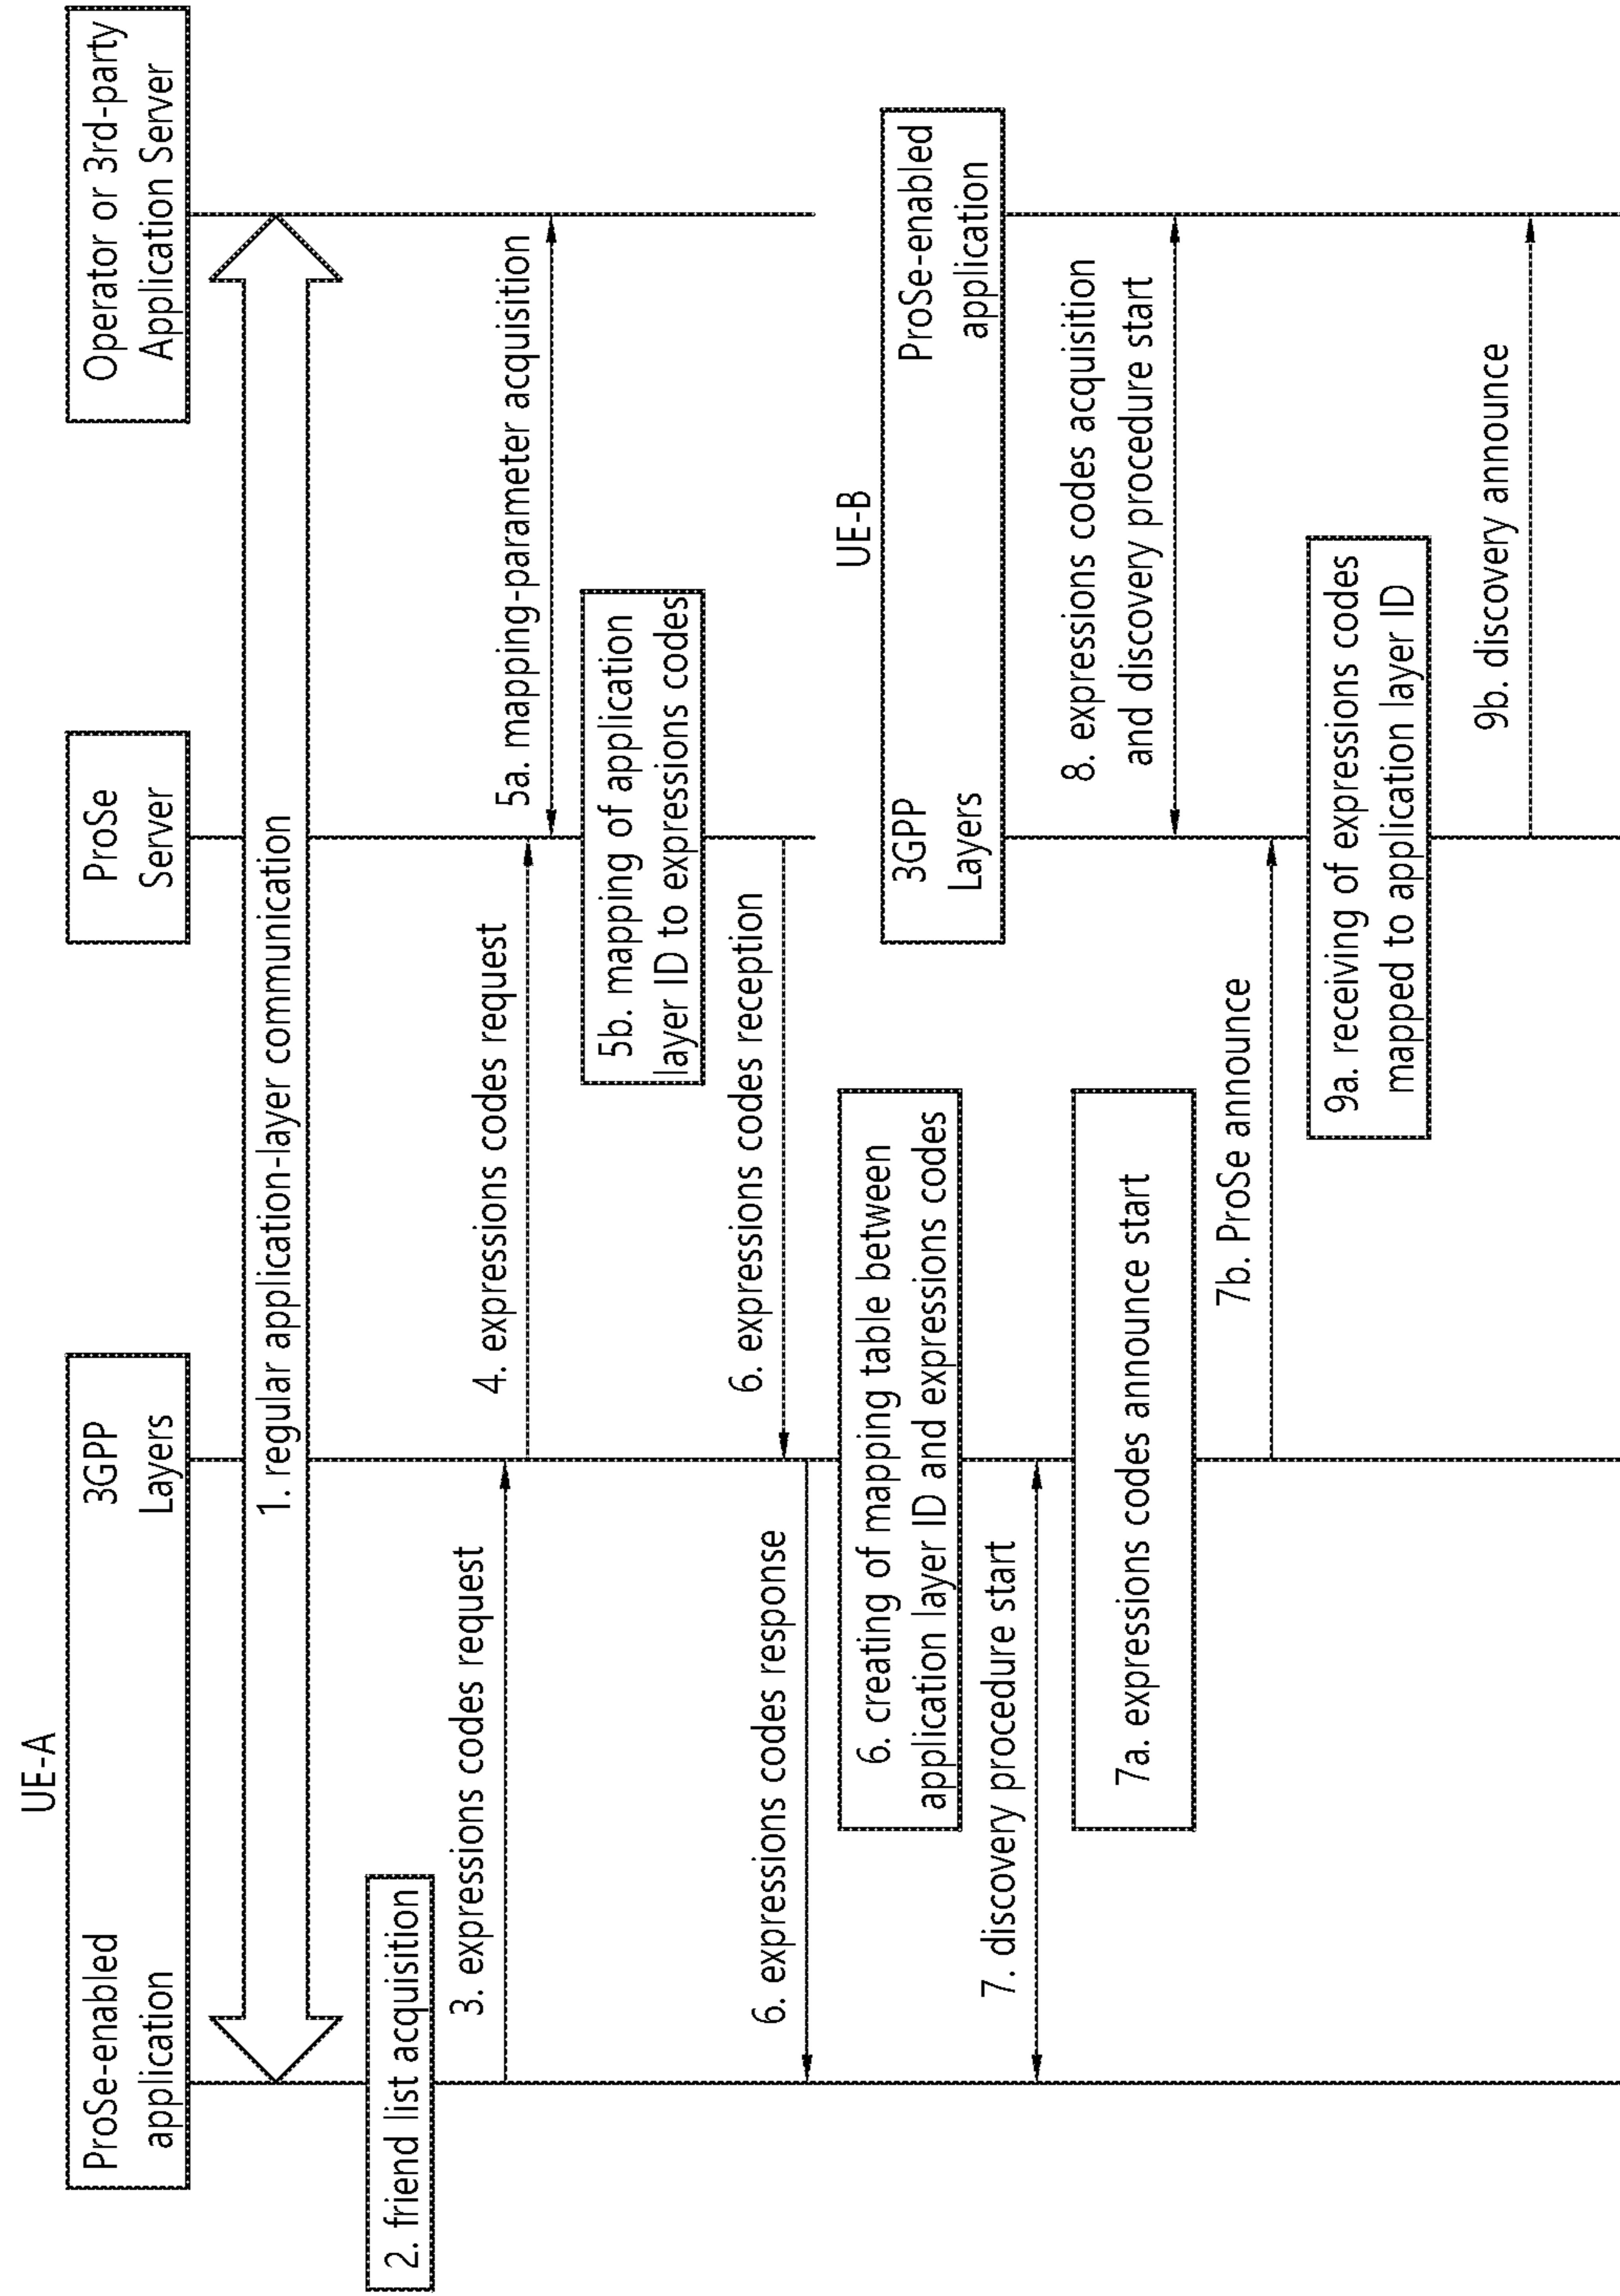 UE-A
ProSe-enabled
application
3GPP
Layers
ProSe
Server
Operator or 3rd-party
Application Server
1. regular application-layer communication
2. friend list acquisition
3. expressions codes request
4. expressions codes request
5a. mapping-parameter acquisition
5b. mapping of application
layer ID to expressions codes
6. expressions codes reception
6. expressions codes response
6. creating of mapping table between
application layer ID and expressions codes
UE-B
3GPP
Layers
ProSe-enabled
application
7. discovery procedure start
7a. expressions codes announce start
8. expressions codes acquisition
and discovery procedure start
7b. ProSe announce
9a. receiving of expressions codes
mapped to application layer ID
9b. discovery announce